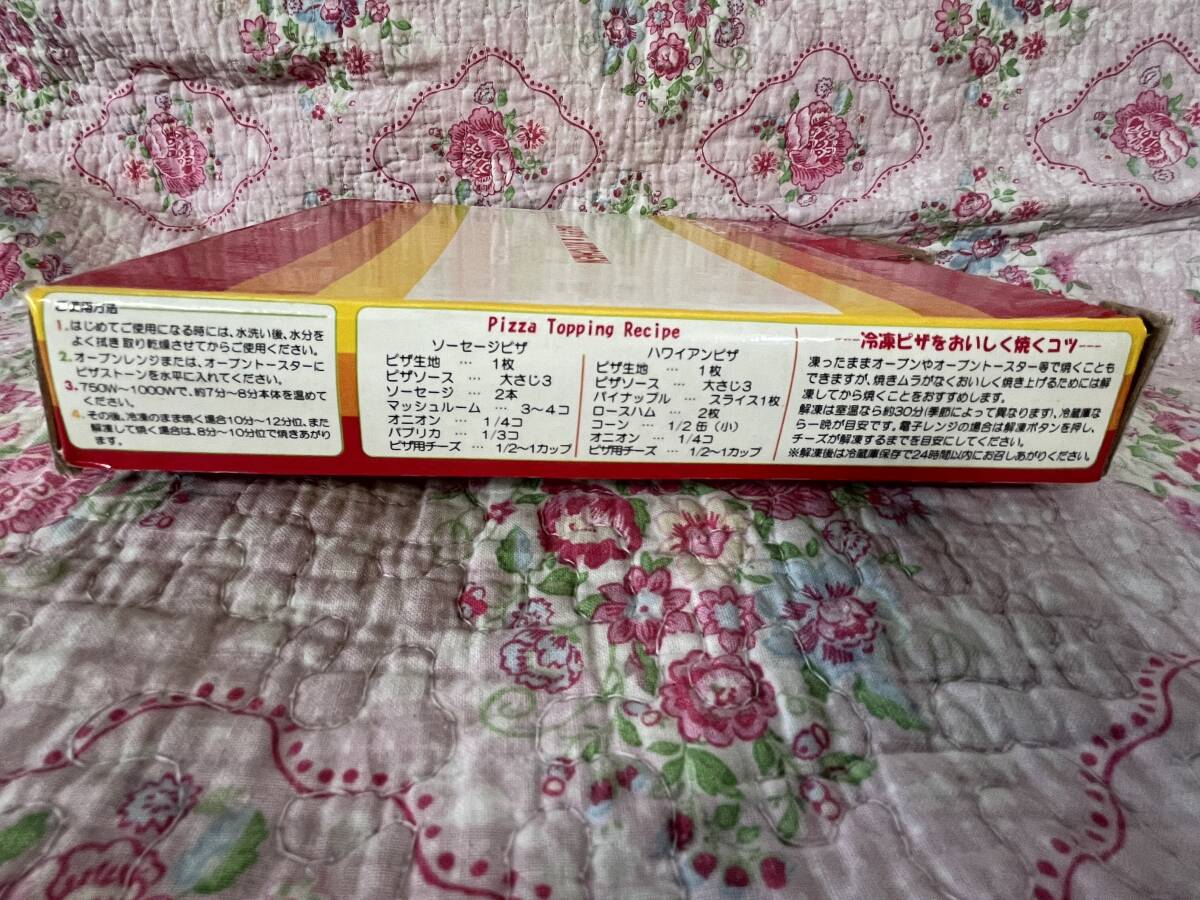 ご使用方法
1. はじめてご使用になる時には、水洗い後、水分を
よく拭き取り乾燥させてからご使用ください。
2. オーブンレンジまたは、オーブントースターに
ピザストーンを水平に入れてください。
3. 750W〜1000Wで、約7分〜8分本体を温めて
ください。
4. その後、冷凍のまま焼く場合10分〜12分位、また
解凍して焼く場合は、8分〜10分位で焼きあがり
ます。
Pizza Topping Recipe
ソーセージピザ
ピザ生地 … 1枚
ピザソース … 大さじ3
ソーセージ … 2本
マッシュルーム … 3〜4コ
オニオン … 1/4コ
パプリカ … 1/3コ
ピザ用チーズ … 1/2〜1カップ
ハワイアンピザ
ピザ生地 … 1枚
ピザソース … 大さじ3
パイナップル … スライス1枚
ロースハム … 2枚
コーン … 1/2缶(小)
オニオン … 1/4コ
ピザ用チーズ … 1/2〜1カップ
冷凍ピザをおいしく焼くコツ
凍ったままオーブンやオーブントースター等で焼くことも
できますが、焼きムラがなくおいしく焼き上げるためには解
凍してから焼くことをおすすめします。
解凍は室温なら約30分(季節によって異なります)、冷蔵庫な
ら一晩が目安です。電子レンジの場合は解凍ボタンを押し、
チーズが解凍するまでを目安にしてください。
※解凍後は冷蔵庫保存で24時間以内にお召しあがりください。